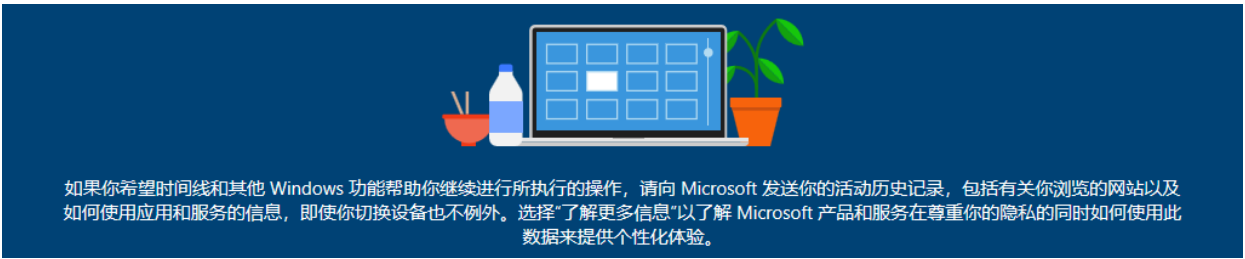 如果你希望时间线和其他 Windows 功能帮助你继续进行所执行的操作，请向 Microsoft 发送你的活动历史记录，包括有关你浏览的网站以及
如何使用应用和服务的信息，即使你切换设备也不例外。选择"了解更多信息"以了解 Microsoft 产品和服务在尊重你的隐私的同时如何使用此
数据来提供个性化体验。